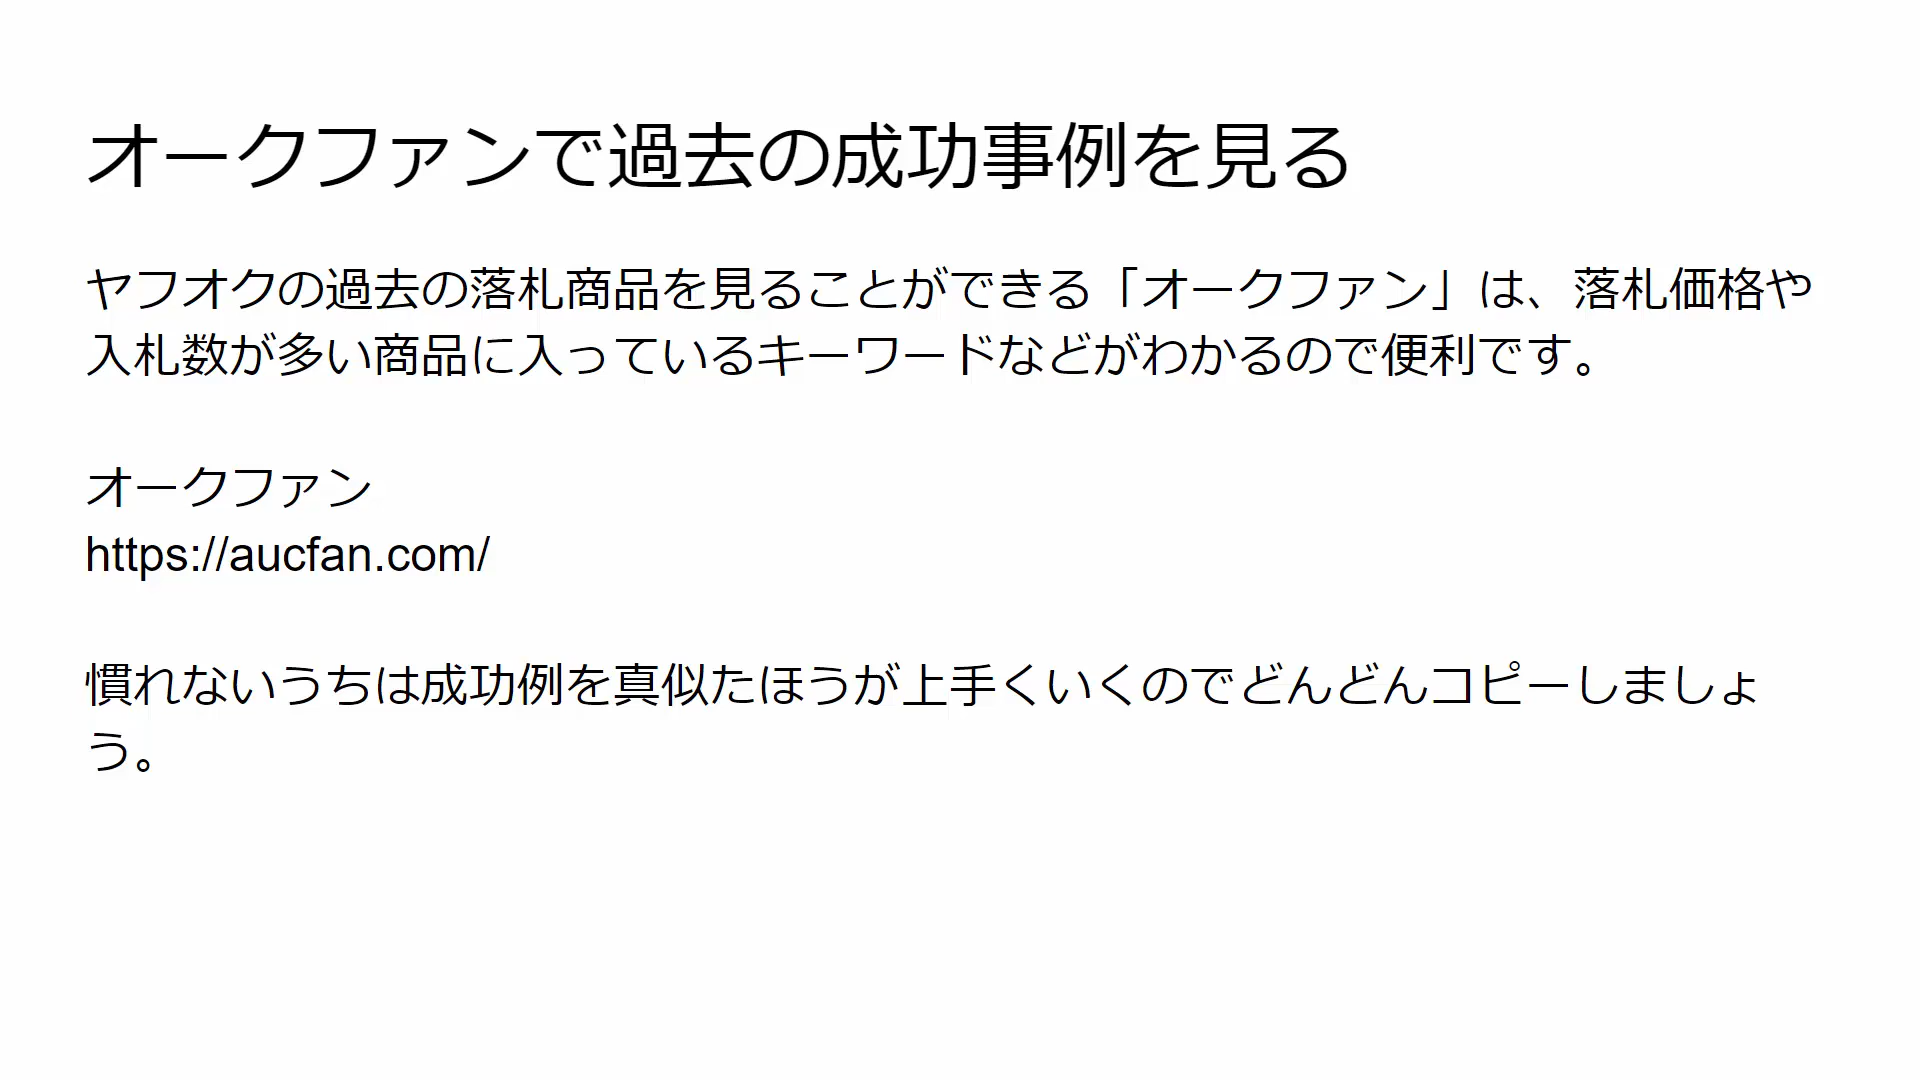 オークファンで過去の成功事例を見る
ヤフオクの過去の落札商品を見ることができる「オークファン」は、落札価格や
入札数が多い商品に入っているキーワードなどがわかるので便利です。
オークファン
https://aucfan.com/
慣れないうちは成功例を真似たほうが上手くいくのでどんどんコピーしましょ
う。